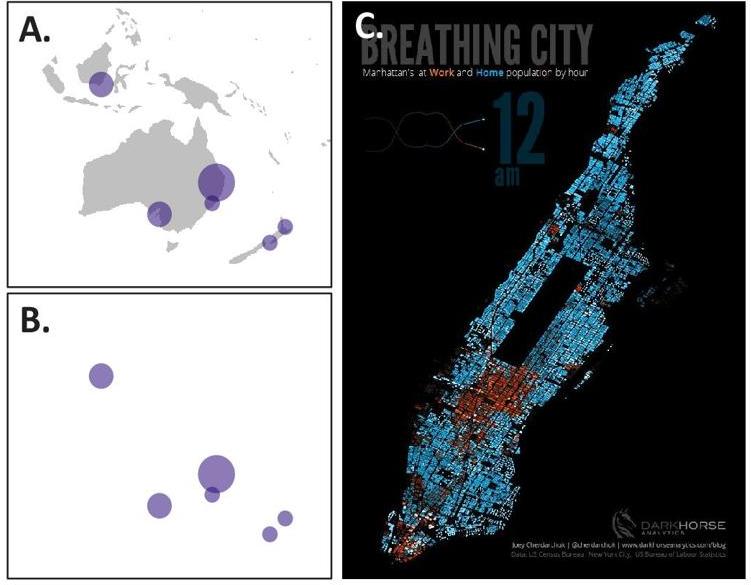 A.
B.
C.
BREATHING CITY
Manhattan's at Work and Home population by hour
12
am
DARKHORSE
ANALYTICS
Joey Cherdarchuk | @cherdarchuk | www.darkhorseanalytics.com/blog
Data: US Census Bureau, New York City, US Bureau of Labour Statistics